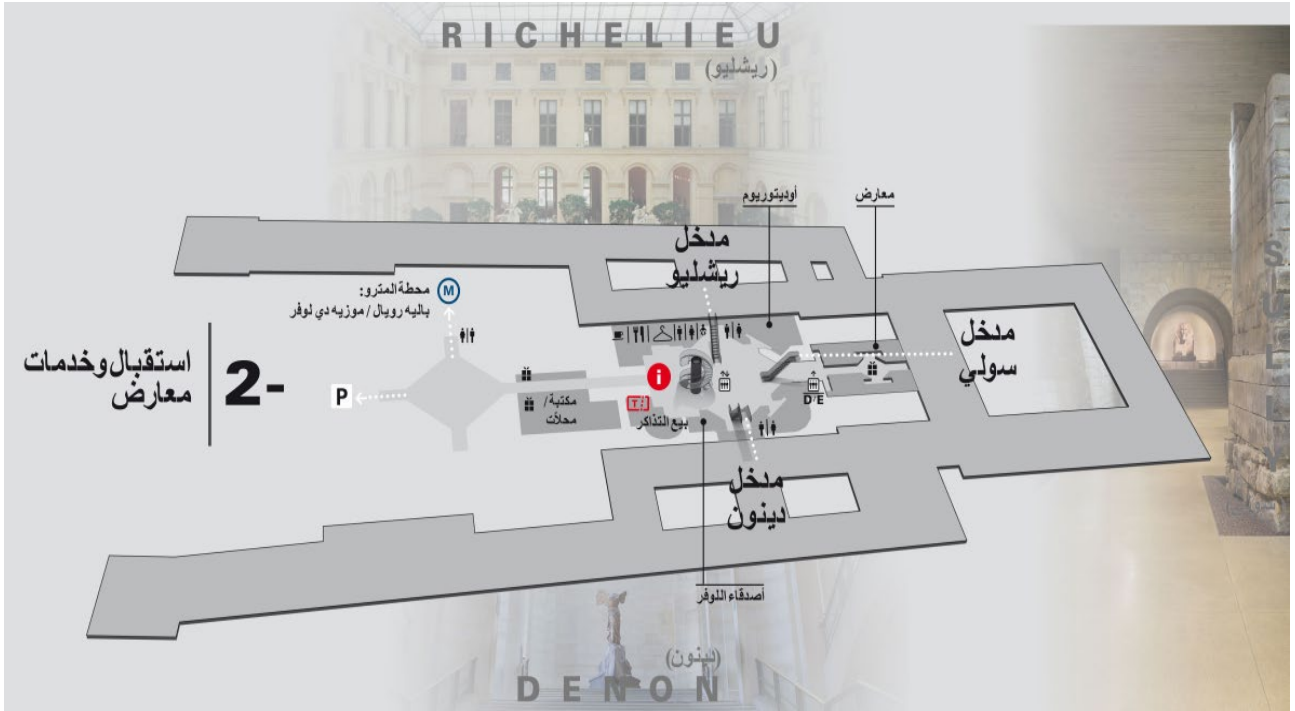 RICHELIEU
(ريشليو)
أوديتوريوم
معارض
مدخل
ريشليو
محطة المترو:
باليه رويال / موزيه دي لوفر
M
مدخل
سولي
SULLY
استقبال وخدمات
معارض
2-
P
i
مكتبة/
محلات
T
بيع التذاكر
D/E
مدخل
دينون
أصدقاء اللوفر
(دينون)
DENON